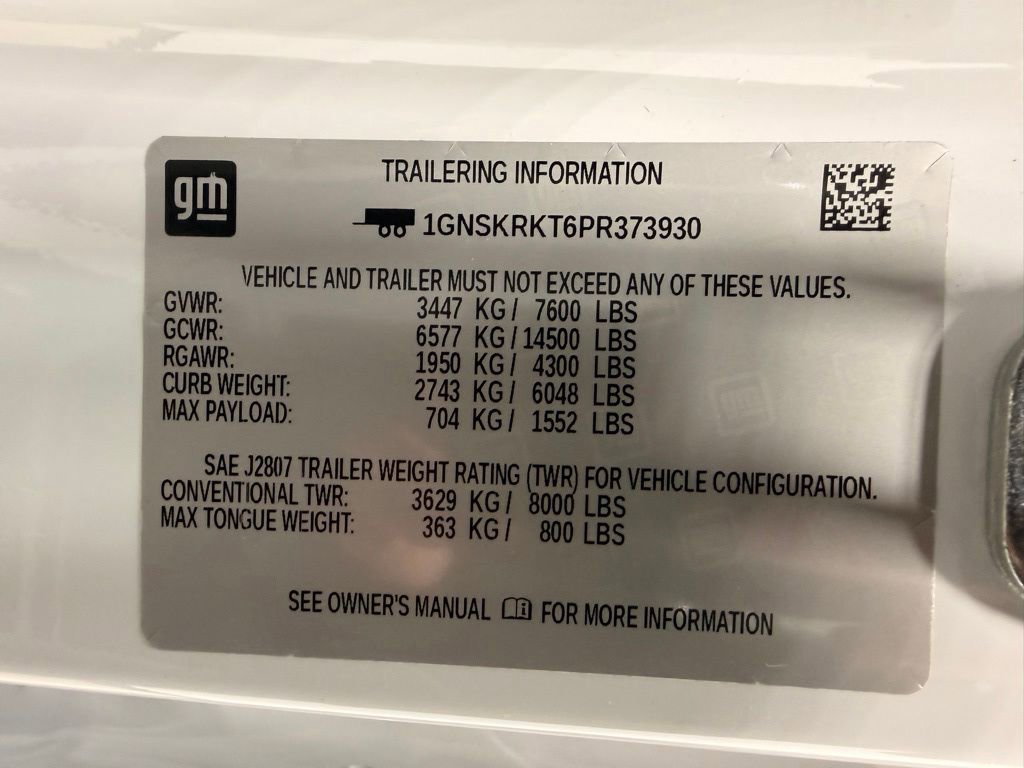 gm
TRAILERING INFORMATION
1GNSKRKT6PR373930
VEHICLE AND TRAILER MUST NOT EXCEED ANY OF THESE VALUES.
GVWR: 3447 KG / 7600 LBS
GCWR: 6577 KG / 14500 LBS
RGAWR: 1950 KG / 4300 LBS
CURB WEIGHT: 2743 KG / 6048 LBS
MAX PAYLOAD: 704 KG / 1552 LBS
SAE J2807 TRAILER WEIGHT RATING (TWR) FOR VEHICLE CONFIGURATION.
CONVENTIONAL TWR: 3629 KG / 8000 LBS
MAX TONGUE WEIGHT: 363 KG / 800 LBS
SEE OWNER'S MANUAL FOR MORE INFORMATION